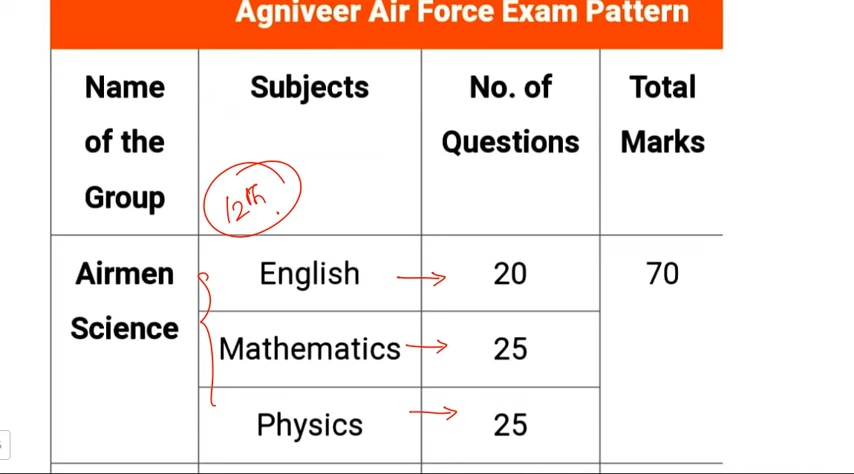 Agniveer Air Force Exam Pattern
Name of the Group Subjects No. of Questions Total Marks
12th
Airmen Science English 20 70
Mathematics 25
Physics 25